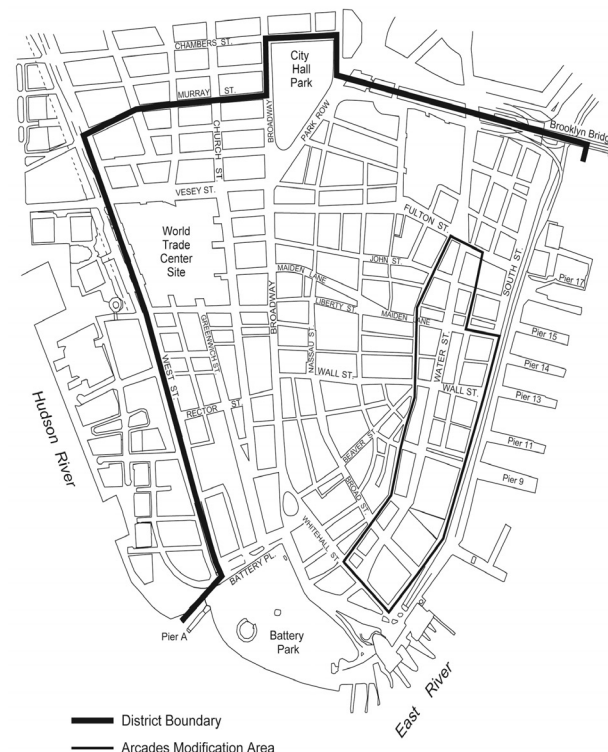 CHAMBERS ST.
City
Hall
Park
MURRAY ST.
BROADWAY
PARK ROW
Brooklyn Bridg
CHURCH ST.
VESEY ST.
FULTON ST.
World
Trade
Center
Site
JOHN ST.
SOUTH ST.
MAIDEN LANE
Pier 17
LIBERTY ST
MAIDEN LANE
BROADWAY
GREENWICH ST
NASSAU ST
WATER ST.
Pier 15
WEST ST.
WALL ST.
Pier 14
WALL ST.
Pier 13
RECTOR ST.
Hudson River
BEAVER ST
Pier 11
BROAD ST.
Pier 9
WHITEHALL ST.
BATTERY PL.
Pier A
Battery
Park
East River
District Boundary
Arcades Modification Area